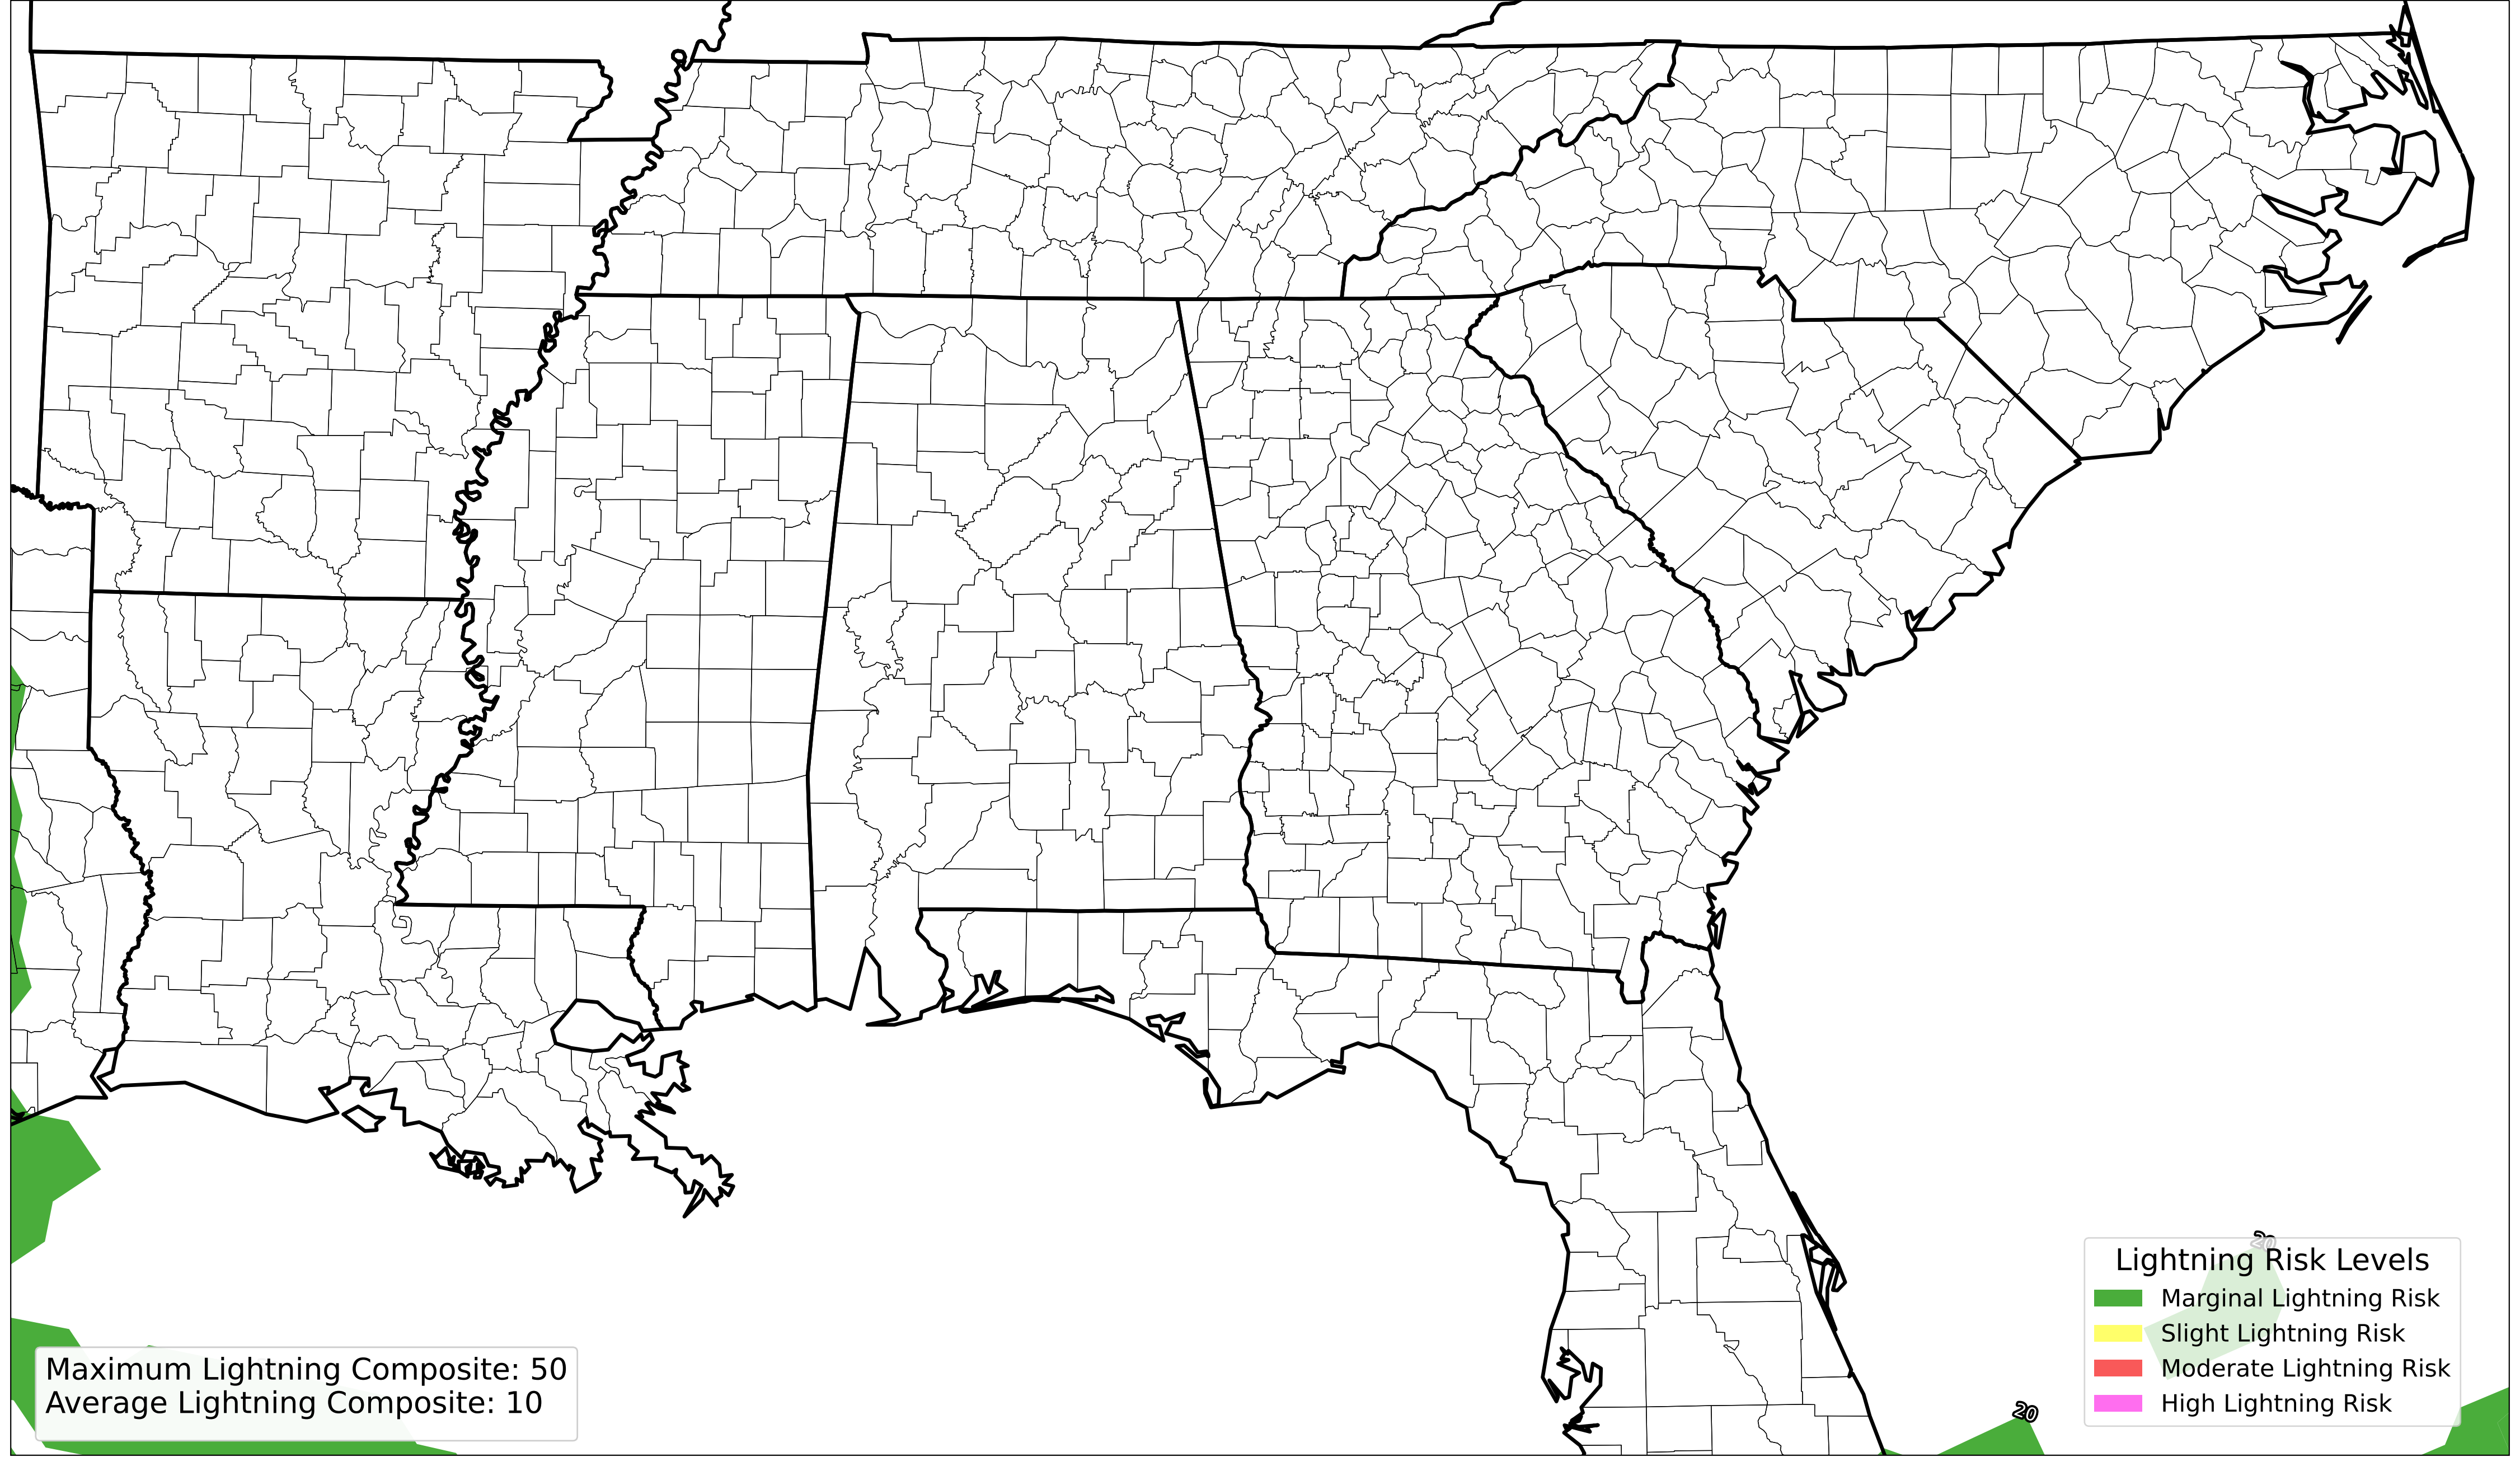 20
Lightning Risk Levels
Marginal Lightning Risk
Slight Lightning Risk
Moderate Lightning Risk
High Lightning Risk
Maximum Lightning Composite: 50
Average Lightning Composite: 10
20